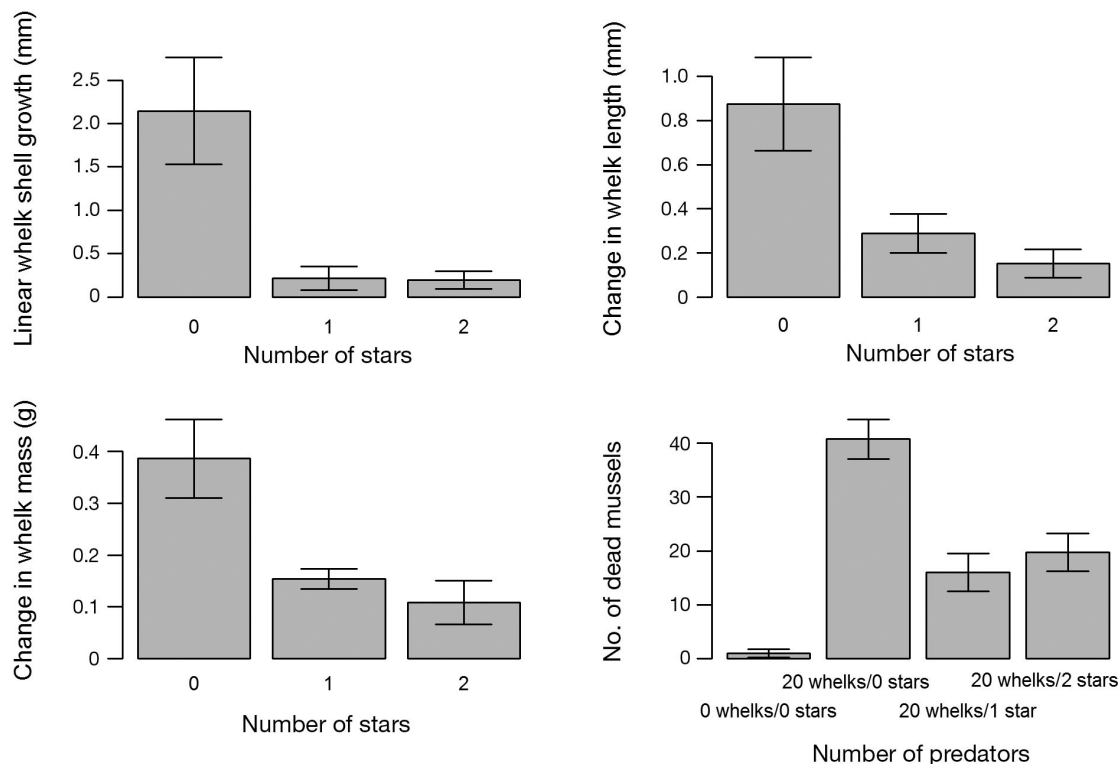 Linear whelk shell growth (mm)
2.5
2.0
1.5
1.0
0.5
0
0 1 2
Number of stars
Change in whelk length (mm)
1.0
0.8
0.6
0.4
0.2
0
0 1 2
Number of stars
Change in whelk mass (g)
0.4
0.3
0.2
0.1
0
0 1 2
Number of stars
No. of dead mussels
40
30
20
10
0
20 whelks/0 stars 20 whelks/2 stars
0 whelks/0 stars 20 whelks/1 star
Number of predators